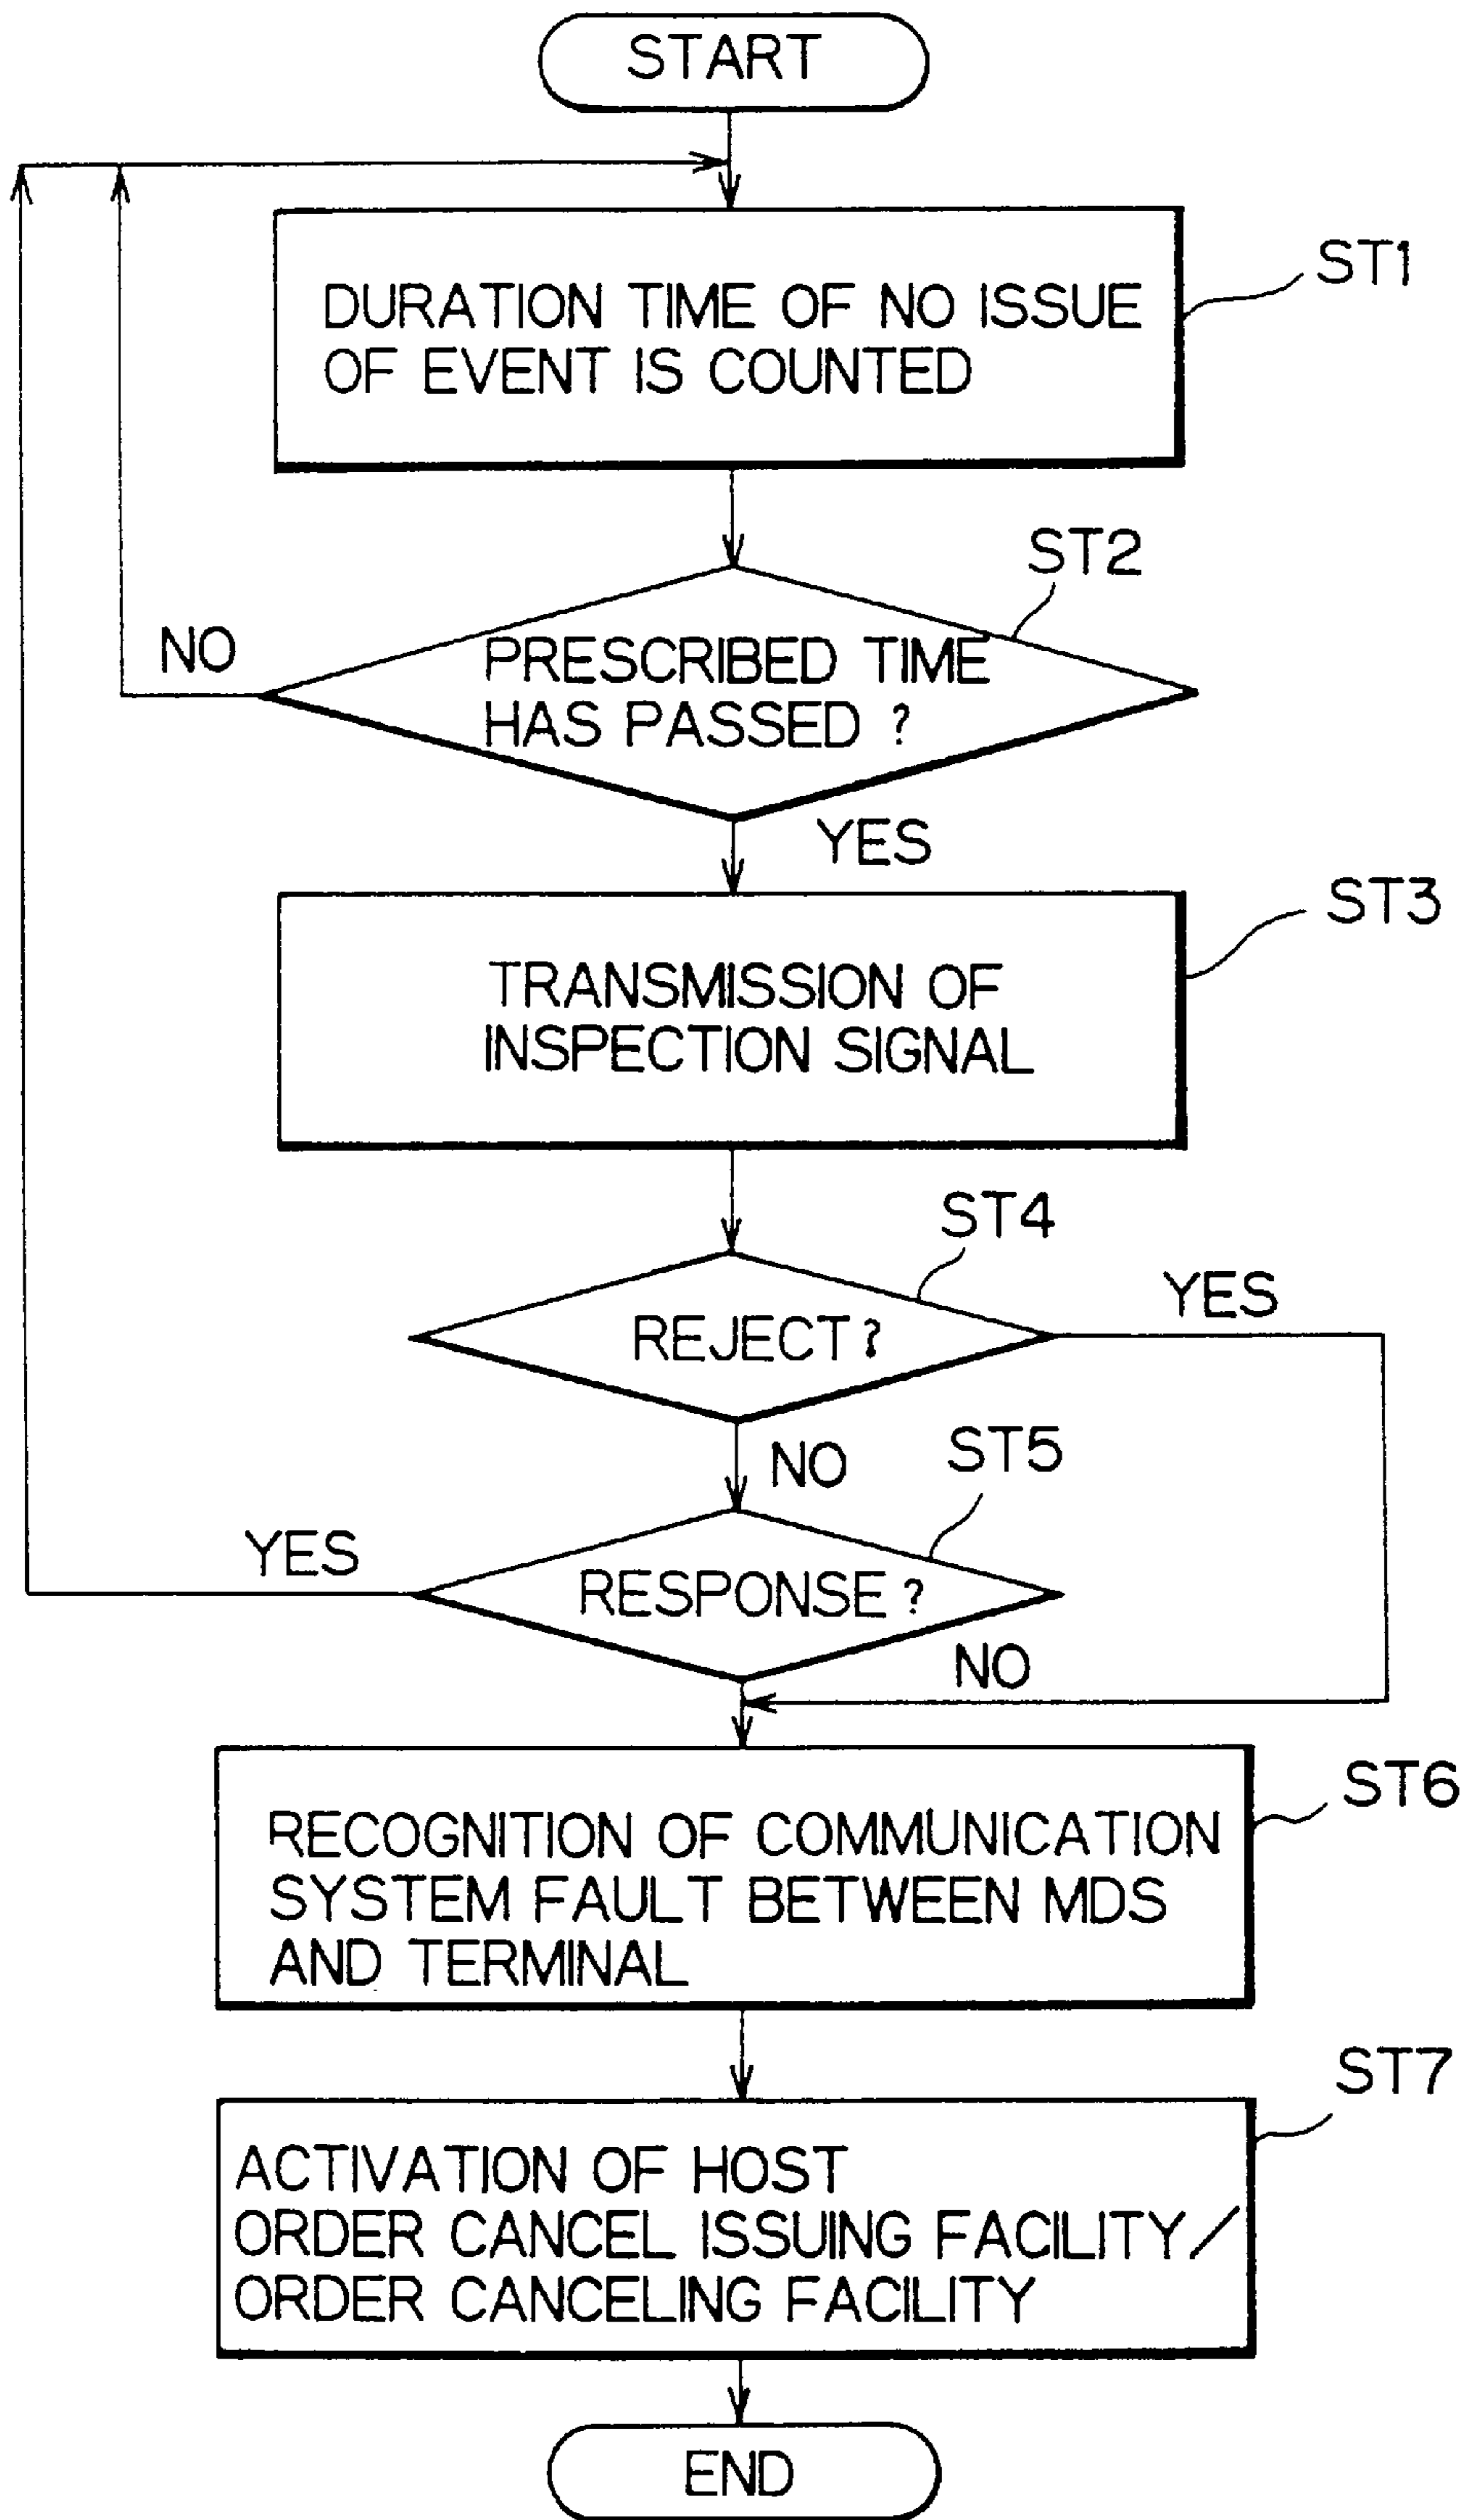 START
DURATION TIME OF NO ISSUE
OF EVENT IS COUNTED
ST1
ST2
NO
PRESCRIBED TIME
HAS PASSED ?
YES
ST3
TRANSMISSION OF
INSPECTION SIGNAL
ST4
YES
REJECT ?
NO
ST5
YES
RESPONSE ?
NO
ST6
RECOGNITION OF COMMUNICATION
SYSTEM FAULT BETWEEN MDS
AND TERMINAL
ST7
ACTIVATION OF HOST
ORDER CANCEL ISSUING FACILITY/
ORDER CANCELING FACILITY
END